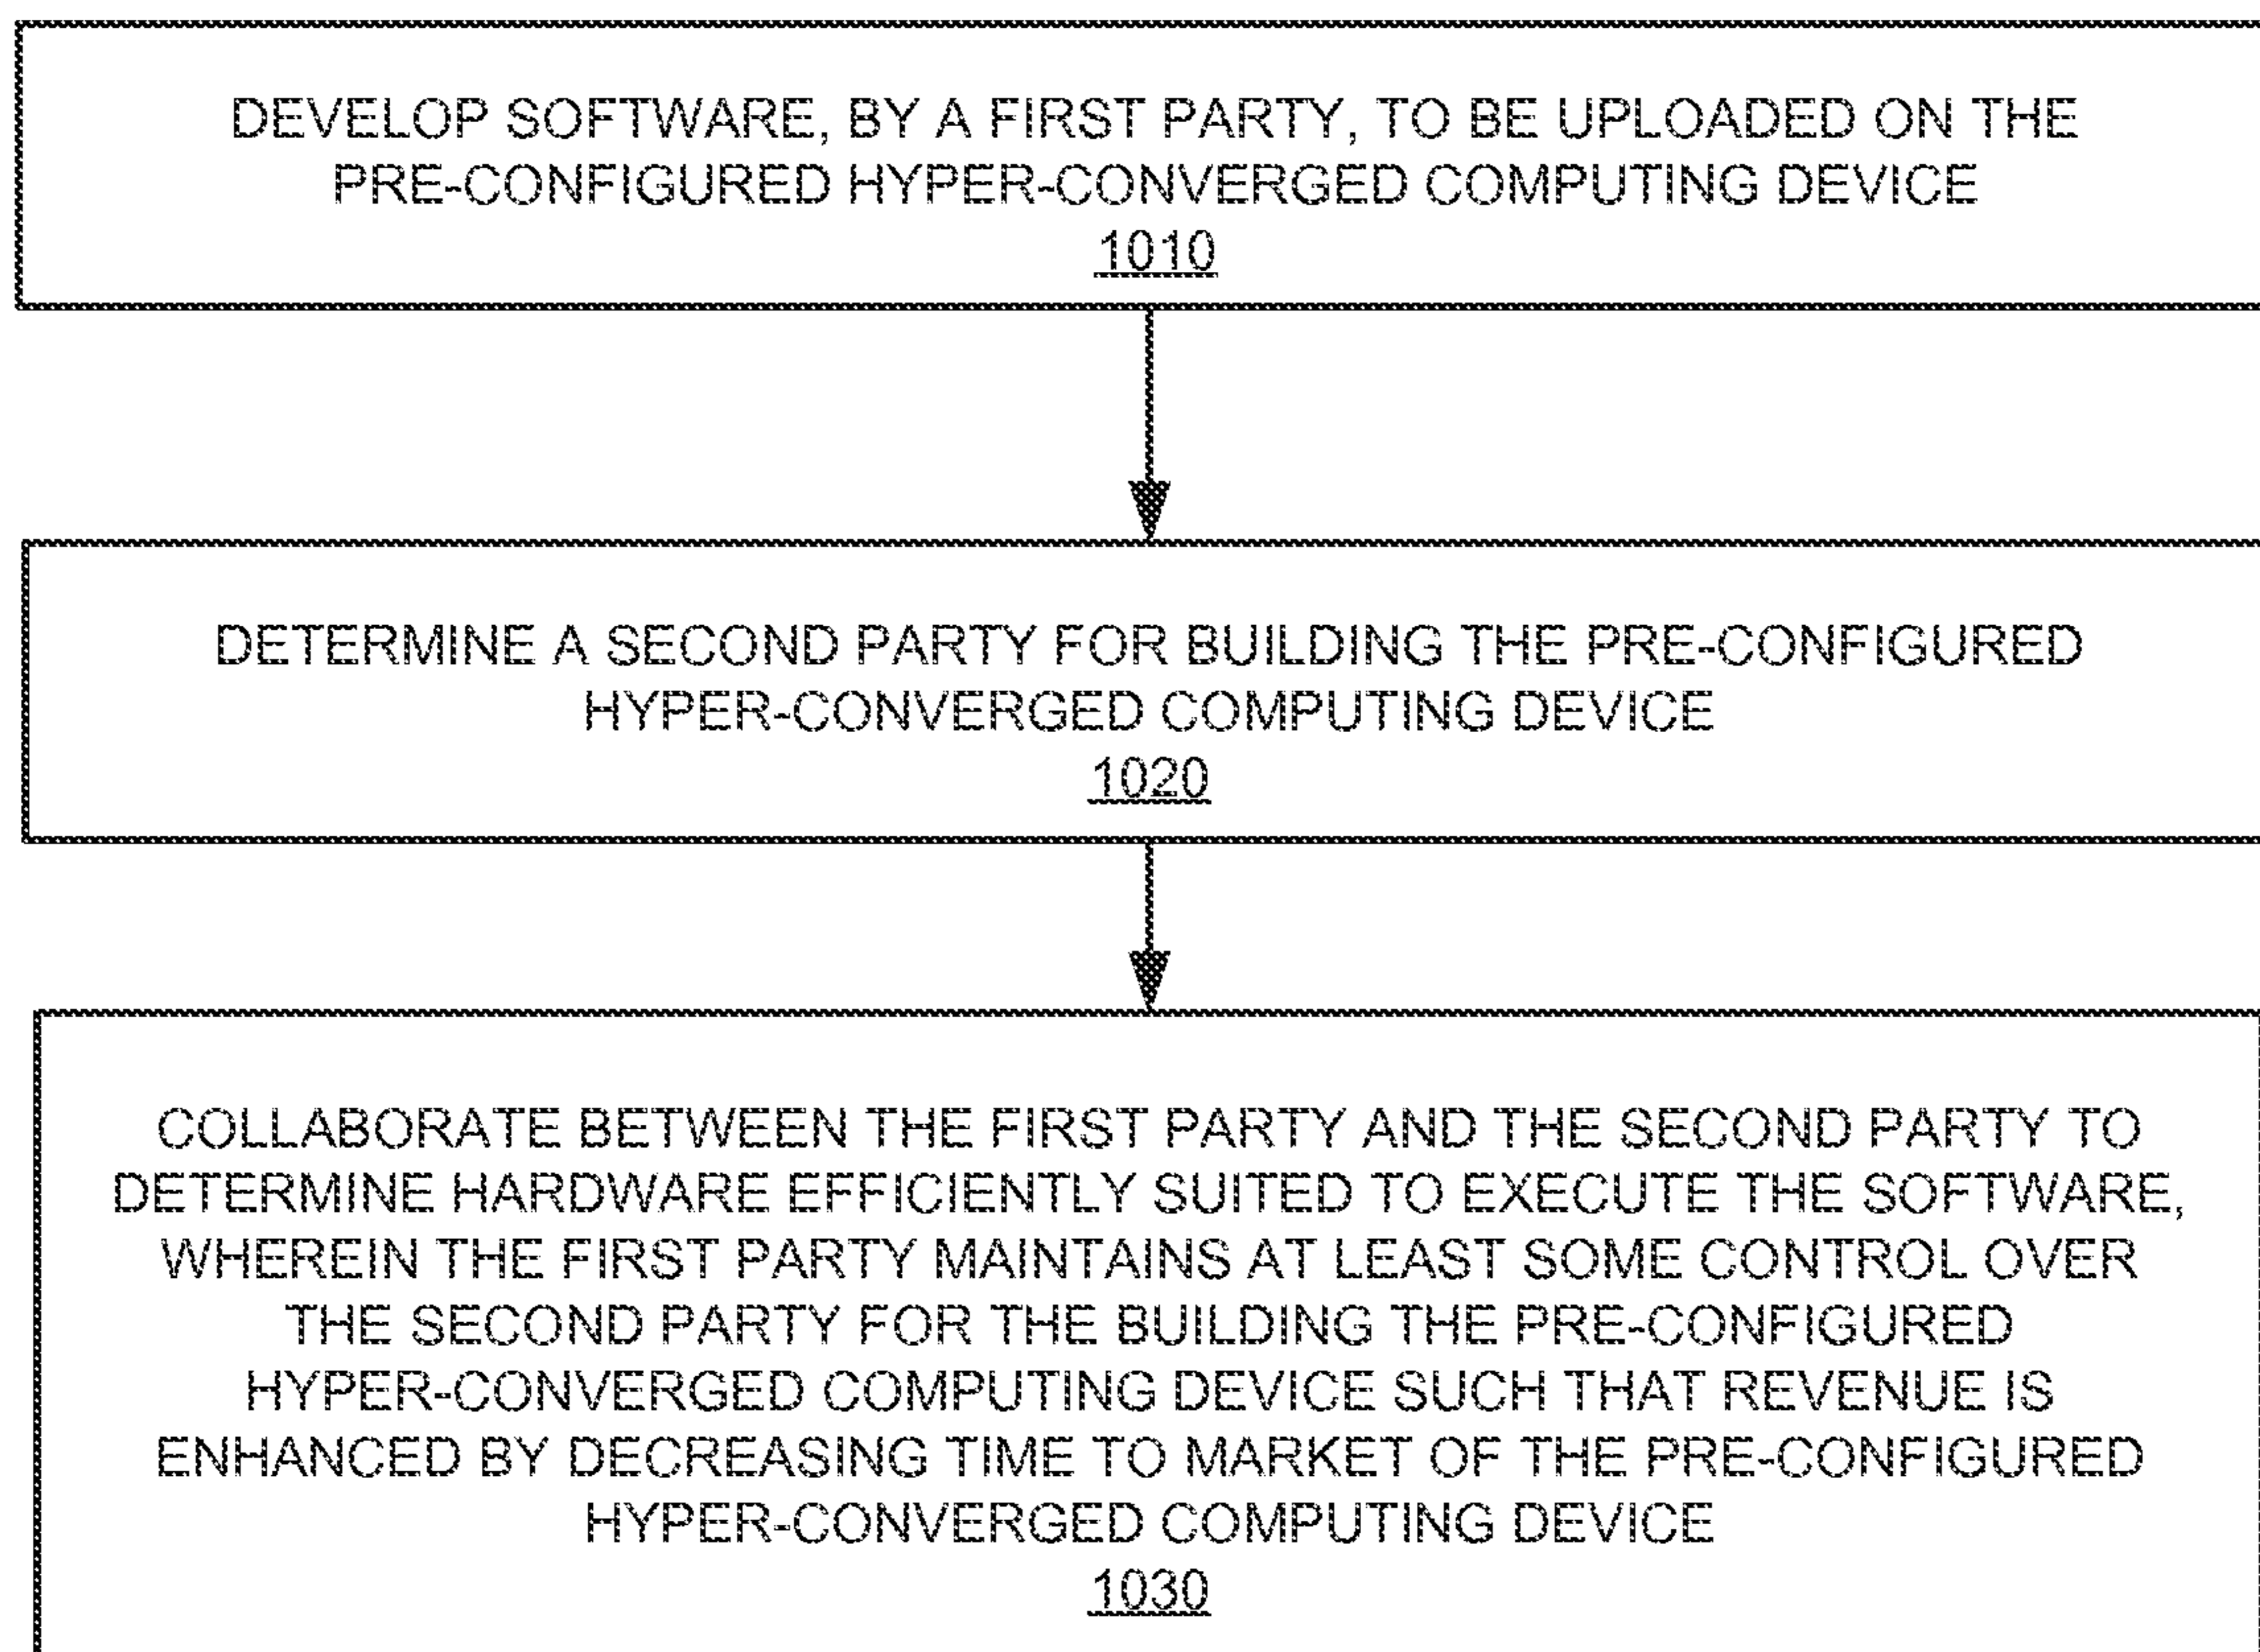 DEVELOP SOFTWARE, BY A FIRST PARTY, TO BE UPLOADED ON THE
PRE-CONFIGURED HYPER-CONVERGED COMPUTING DEVICE
1010
DETERMINE A SECOND PARTY FOR BUILDING THE PRE-CONFIGURED
HYPER-CONVERGED COMPUTING DEVICE
1020
COLLABORATE BETWEEN THE FIRST PARTY AND THE SECOND PARTY TO
DETERMINE HARDWARE EFFICIENTLY SUITED TO EXECUTE THE SOFTWARE,
WHEREIN THE FIRST PARTY MAINTAINS AT LEAST SOME CONTROL OVER
THE SECOND PARTY FOR THE BUILDING THE PRE-CONFIGURED
HYPER-CONVERGED COMPUTING DEVICE SUCH THAT REVENUE IS
ENHANCED BY DECREASING TIME TO MARKET OF THE PRE-CONFIGURED
HYPER-CONVERGED COMPUTING DEVICE
1030